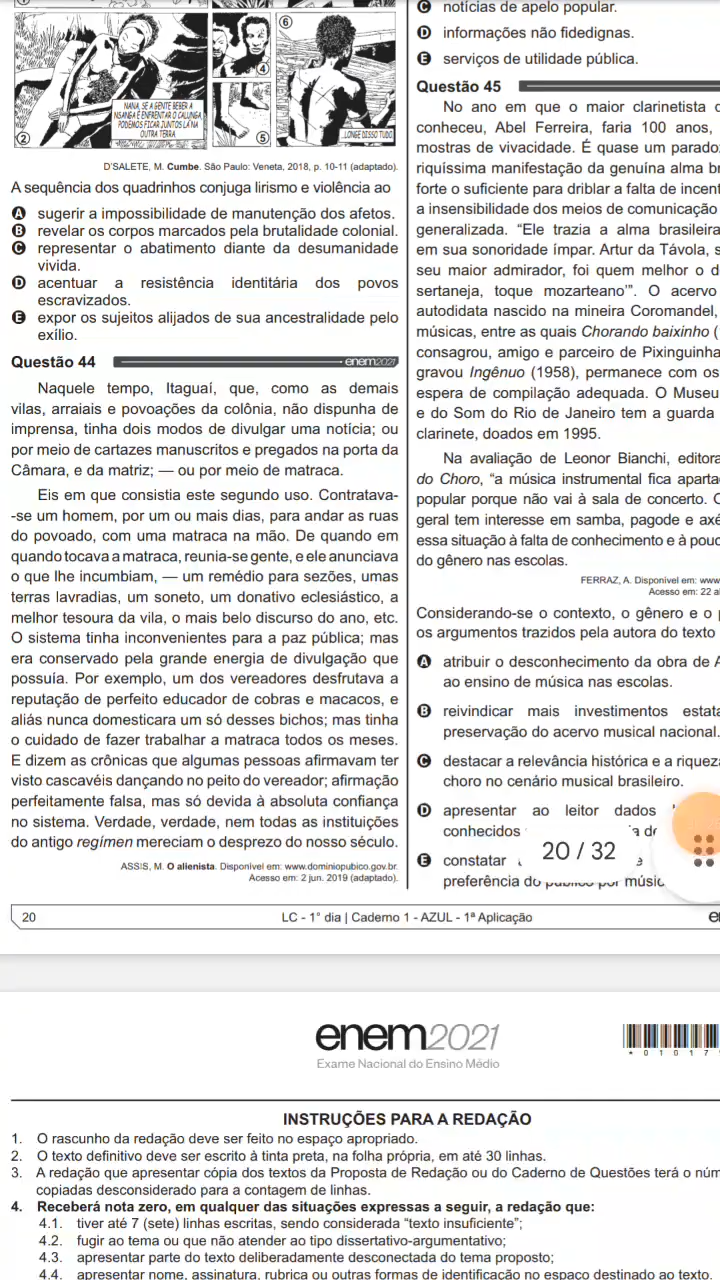 NANA, SE A GENTE BEBER A
NSANGA E ENFRENTAR O CALUNGA,
PODEMOS FICAR JUNTOS LÁ NA
OUTRA TERRA
2
4
5
6
...LONGE DISSO TUDO.
D'SALETE, M. Cumbe. São Paulo: Veneta, 2018, p. 10-11 (adaptado).
A sequência dos quadrinhos conjuga lirismo e violência ao
A sugerir a impossibilidade de manutenção dos afetos.
B revelar os corpos marcados pela brutalidade colonial.
C representar o abatimento diante da desumanidade
vivida.
D acentuar a resistência identitária dos povos
escravizados.
E expor os sujeitos alijados de sua ancestralidade pelo
exílio.
Questão 44
enem2021
Naquele tempo, Itaguaí, que, como as demais
vilas, arraiais e povoações da colônia, não dispunha de
imprensa, tinha dois modos de divulgar uma notícia; ou
por meio de cartazes manuscritos e pregados na porta da
Câmara, e da matriz; — ou por meio de matraca.
Eis em que consistia este segundo uso. Contratava-
-se um homem, por um ou mais dias, para andar as ruas
do povoado, com uma matraca na mão. De quando em
quando tocava a matraca, reunia-se gente, e ele anunciava
o que lhe incumbiam, — um remédio para sezões, umas
terras lavradias, um soneto, um donativo eclesiástico, a
melhor tesoura da vila, o mais belo discurso do ano, etc.
O sistema tinha inconvenientes para a paz pública; mas
era conservado pela grande energia de divulgação que
possuía. Por exemplo, um dos vereadores desfrutava a
reputação de perfeito educador de cobras e macacos, e
aliás nunca domesticara um só desses bichos; mas tinha
o cuidado de fazer trabalhar a matraca todos os meses.
E dizem as crônicas que algumas pessoas afirmavam ter
visto cascavéis dançando no peito do vereador; afirmação
perfeitamente falsa, mas só devida à absoluta confiança
no sistema. Verdade, verdade, nem todas as instituições
do antigo regímen mereciam o desprezo do nosso século.
ASSIS, M. O alienista. Disponível em: www.dominiopubico.gov.br.
Acesso em: 2 jun. 2019 (adaptado).
C notícias de apelo popular.
D informações não fidedignas.
E serviços de utilidade pública.
Questão 45
No ano em que o maior clarinetista
conheceu, Abel Ferreira, faria 100 anos,
mostras de vivacidade. É quase um
riquíssima manifestação da genuína alma
forte o suficiente para driblar a falta de
a insensibilidade dos meios de comunicação
generalizada. “Ele trazia a alma brasileira
em sua sonoridade ímpar. Artur da Távola,
seu maior admirador, foi quem melhor o
sertaneja, toque mozarteano’”. O acervo
autodidata nascido na mineira Coromandel,
músicas, entre as quais Chorando baixinho (
consagrou, amigo e parceiro de Pixinguinha
gravou Ingênuo (1958), permanece com os
espera de compilação adequada. O Museu
e do Som do Rio de Janeiro tem a guarda
clarinete, doados em 1995.
Na avaliação de Leonor Bianchi, editora
do Choro, “a música instrumental fica
popular porque não vai à sala de concerto.
geral tem interesse em samba, pagode e axé
essa situação à falta de conhecimento e à
do gênero nas escolas.
FERRAZ, A. Disponível em: www
Acesso em: 22
Considerando-se o contexto, o gênero e o
os argumentos trazidos pela autora do texto
A atribuir o desconhecimento da obra de
ao ensino de música nas escolas.
B reivindicar mais investimentos
preservação do acervo musical nacional.
C destacar a relevância histórica e a
choro no cenário musical brasileiro.
D apresentar ao leitor dados
conhecidos
E constatar
preferência do público por
20 / 32
20
LC - 1° dia | Caderno 1 - AZUL - 1ª Aplicação
enem2021
Exame Nacional do Ensino Médio
* 0 1 0 1 7
INSTRUÇÕES PARA A REDAÇÃO
1. O rascunho da redação deve ser feito no espaço apropriado.
2. O texto definitivo deve ser escrito à tinta preta, na folha própria, em até 30 linhas.
3. A redação que apresentar cópia dos textos da Proposta de Redação ou do Caderno de Questões terá o
copiadas desconsiderado para a contagem de linhas.
4. Receberá nota zero, em qualquer das situações expressas a seguir, a redação que:
4.1. tiver até 7 (sete) linhas escritas, sendo considerada “texto insuficiente”;
4.2. fugir ao tema ou que não atender ao tipo dissertativo-argumentativo;
4.3. apresentar parte do texto deliberadamente desconectada do tema proposto;
4.4. apresentar nome, assinatura, rubrica ou outras formas de identificação no espaço destinado ao texto.